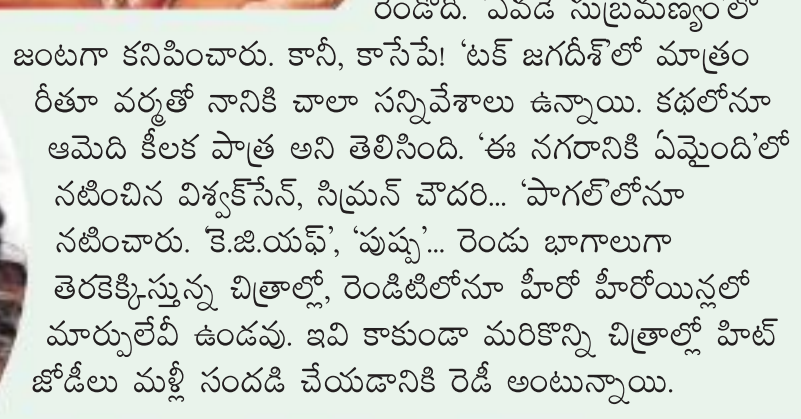 రెండోది. ‘ఎవడే సుబ్రమణ్యం’లో
జంటగా కనిపించారు. కానీ, కాసేపే! ‘టక్ జగదీశ్’లో మాత్రం
రీతూ వర్మతో నానికి చాలా సన్నివేశాలు ఉన్నాయి. కథలోనూ
ఆమెది కీలక పాత్ర అని తెలిసింది. ‘ఈ నగరానికి ఏమైంది’లో
నటించిన విశ్వక్‌సేన్, సిమ్రన్ చౌదరి... ‘పాగల్’లోనూ
నటించారు. ‘కె.జి.యఫ్’, ‘పుష్ప’... రెండు భాగాలుగా
తెరకెక్కిస్తున్న చిత్రాల్లో, రెండిటిలోనూ హీరో హీరోయిన్లలో
మార్పులేవీ ఉండవు. ఇవి కాకుండా మరికొన్ని చిత్రాల్లో హిట్
జోడీలు మళ్లీ సందడి చేయడానికి రెడీ అంటున్నాయి.